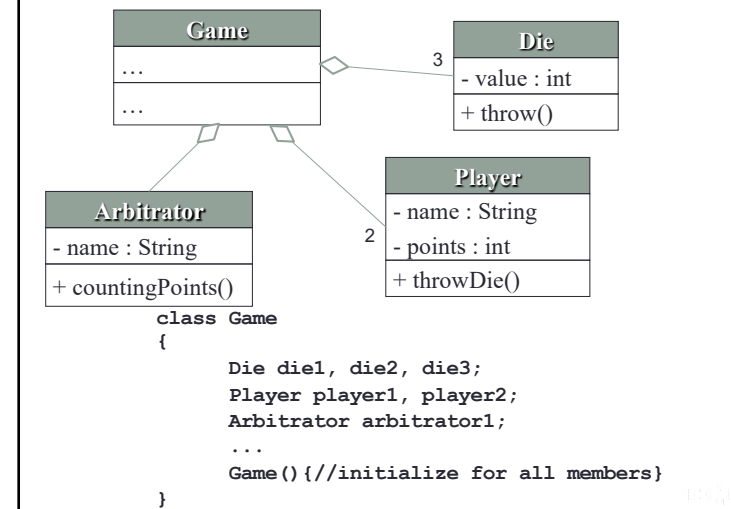 Game
…
…
3
Die
- value : int
+ throw()
Arbitrator
- name : String
+ countingPoints()
2
Player
- name : String
- points : int
+ throwDie()
class Game
{
Die die1, die2, die3;
Player player1, player2;
Arbitrator arbitrator1;
...
Game(){//initialize for all members}
}